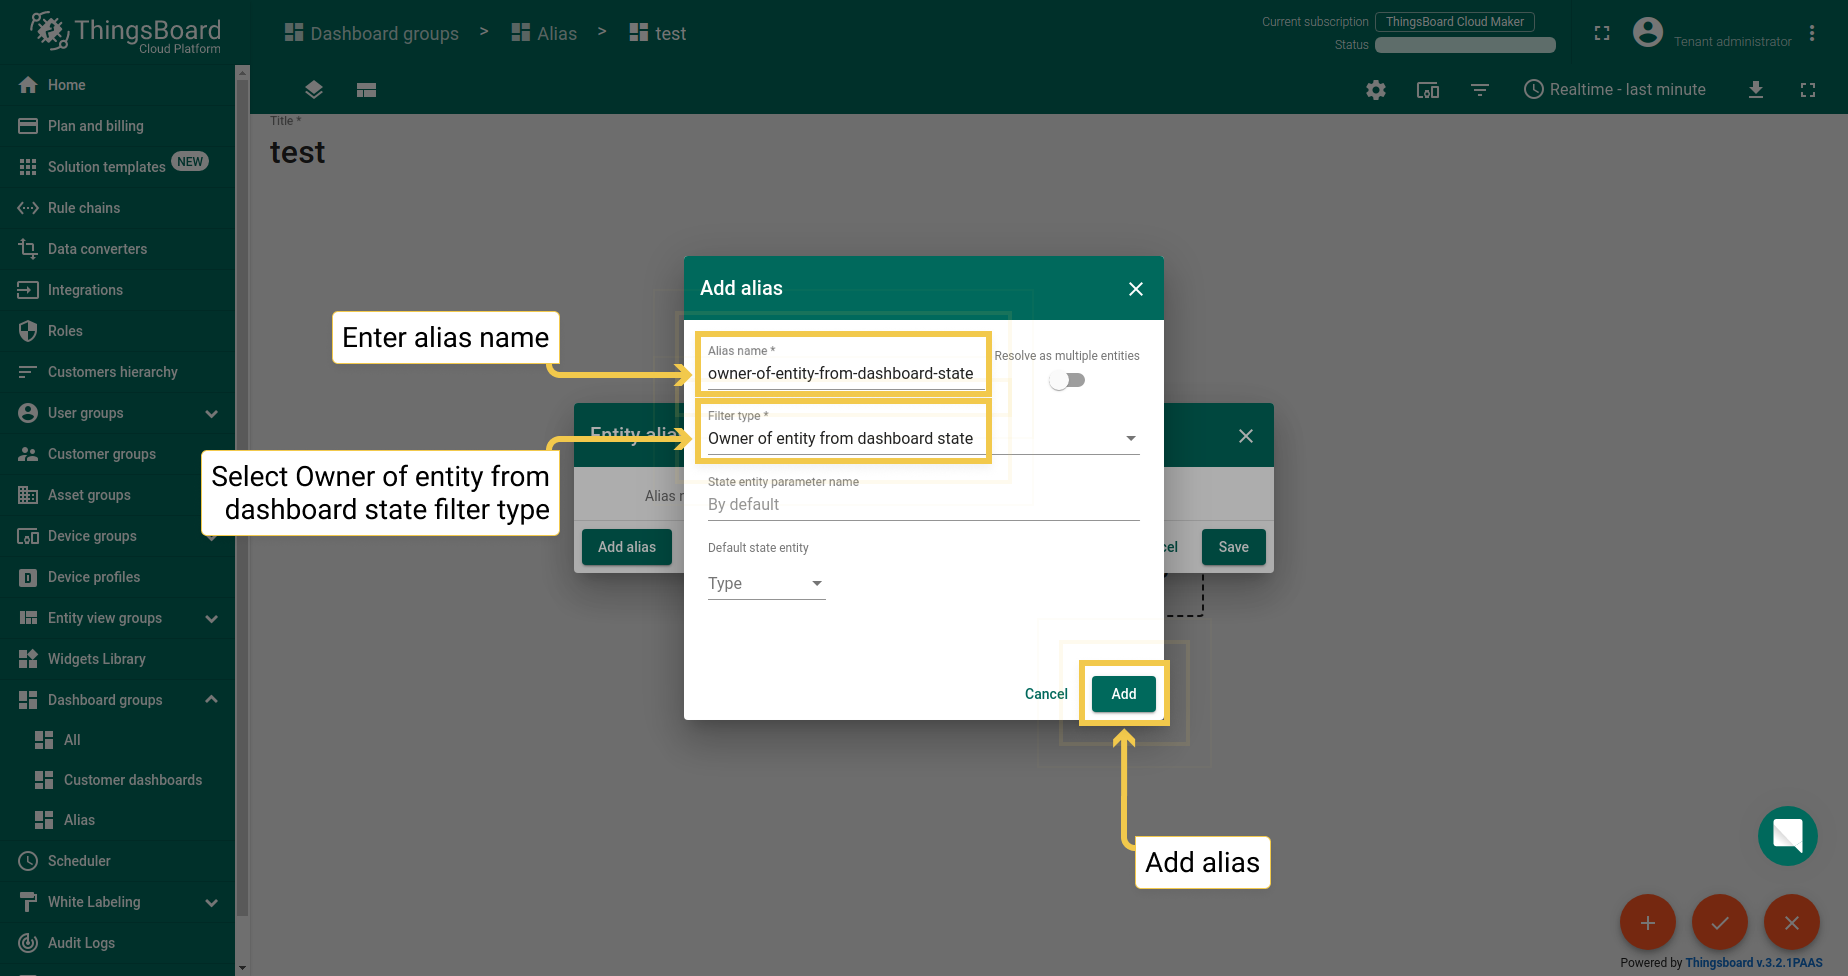 ThingsBoard
Cloud Platform
Dashboard groups > Alias > test
Current subscription ThingsBoard Cloud Maker
Status
Tenant administrator
Realtime - last minute
Home
Plan and billing
Solution templates NEW
Rule chains
Data converters
Integrations
Roles
Customers hierarchy
User groups
Customer groups
Asset groups
Device groups
Device profiles
Entity view groups
Widgets Library
Dashboard groups
All
Customer dashboards
Alias
Scheduler
White Labeling
Audit Logs
Title *
test
Enter alias name
Select Owner of entity from
dashboard state filter type
Add alias
Alias name *
owner-of-entity-from-dashboard-state
Resolve as multiple entities
Filter type *
Owner of entity from dashboard state
State entity parameter name
By default
Default state entity
Type
Cancel
Add
Entity alia
Alias
Add alias
cel
Save
Add alias
Powered by Thingsboard v.3.2.1PAAS